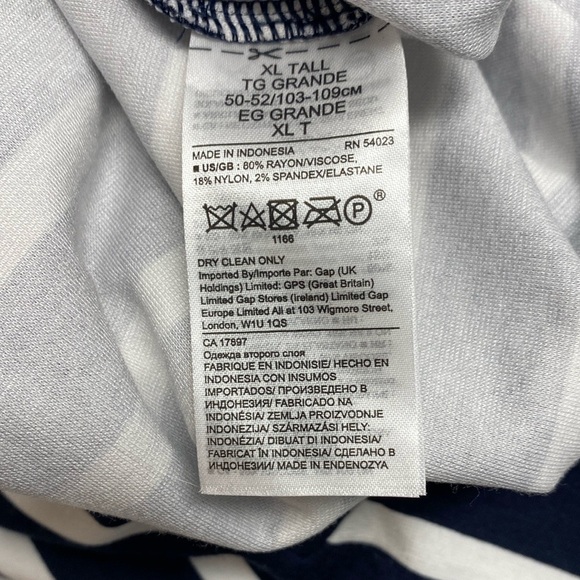 XL TALL
TG GRANDE
50-52/103-109CM
EG GRANDE
XL T
MADE IN INDONESIA RN 54023
■ US/GB : 80% RAYON/VISCOSE,
18% NYLON, 2% SPANDEX/ELASTANE
P ®
1166
DRY CLEAN ONLY
Imported By/Importe Par: Gap (UK
Holdings) Limited: GPS (Great Britain)
Limited Gap Stores (Ireland) Limited Gap
Europe Limited All at 103 Wigmore Street,
London, W1U 1QS
CA 17897
Одежда второго слоя
FABRIQUE EN INDONISIE/ HECHO EN
INDONESIA CON INSUMOS
IMPORTADOS/ ПРОИЗВЕДЕНО В
ИНДОНЕЗИЯ/ FABRICADO NA
INDONÉSIA/ ZEMLJA PROIZVODNJE
INDONEZIJA/ SZÁRMAZÁSI HELY:
INDONÉZIA/ DIBUAT DI INDONESIA/
FABRICAT ÎN INDONEZIA/ СДЕЛАНО В
ИНДОНЕЗИИ/ MADE IN ENDENOZYA